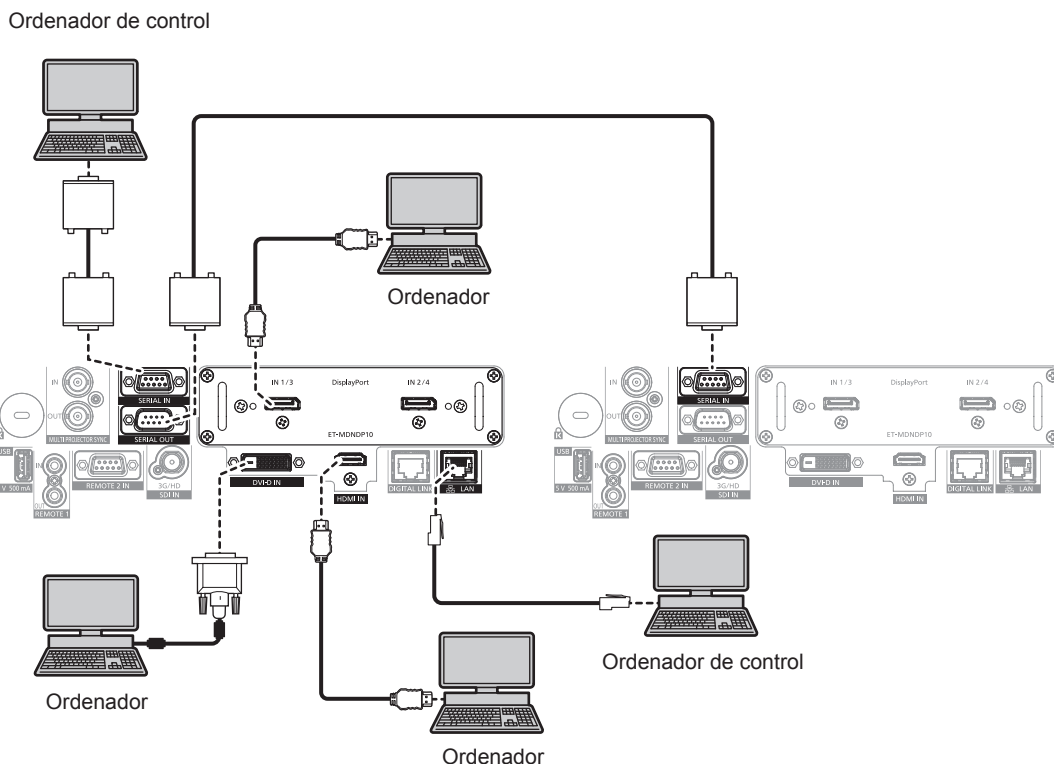 Ordenador de control
Ordenador
IN
OUT
MULTI PROJECTOR SYNC
SERIAL IN
SERIAL OUT
IN 1/3
DisplayPort
IN 2/4
ET-MDNDP10
USB
5 V 500 mA
IN
OUT
REMOTE 1
REMOTE 2 IN
3G/HD
SDI IN
DVI-D IN
HDMI IN
DIGITAL LINK
LAN
IN
OUT
MULTI PROJECTOR SYNC
SERIAL IN
SERIAL OUT
IN 1/3
DisplayPort
IN 2/4
ET-MDNDP10
USB
5 V 500 mA
IN
OUT
REMOTE 1
REMOTE 2 IN
3G/HD
SDI IN
DVI-D IN
HDMI IN
DIGITAL LINK
LAN
Ordenador de control
Ordenador
Ordenador